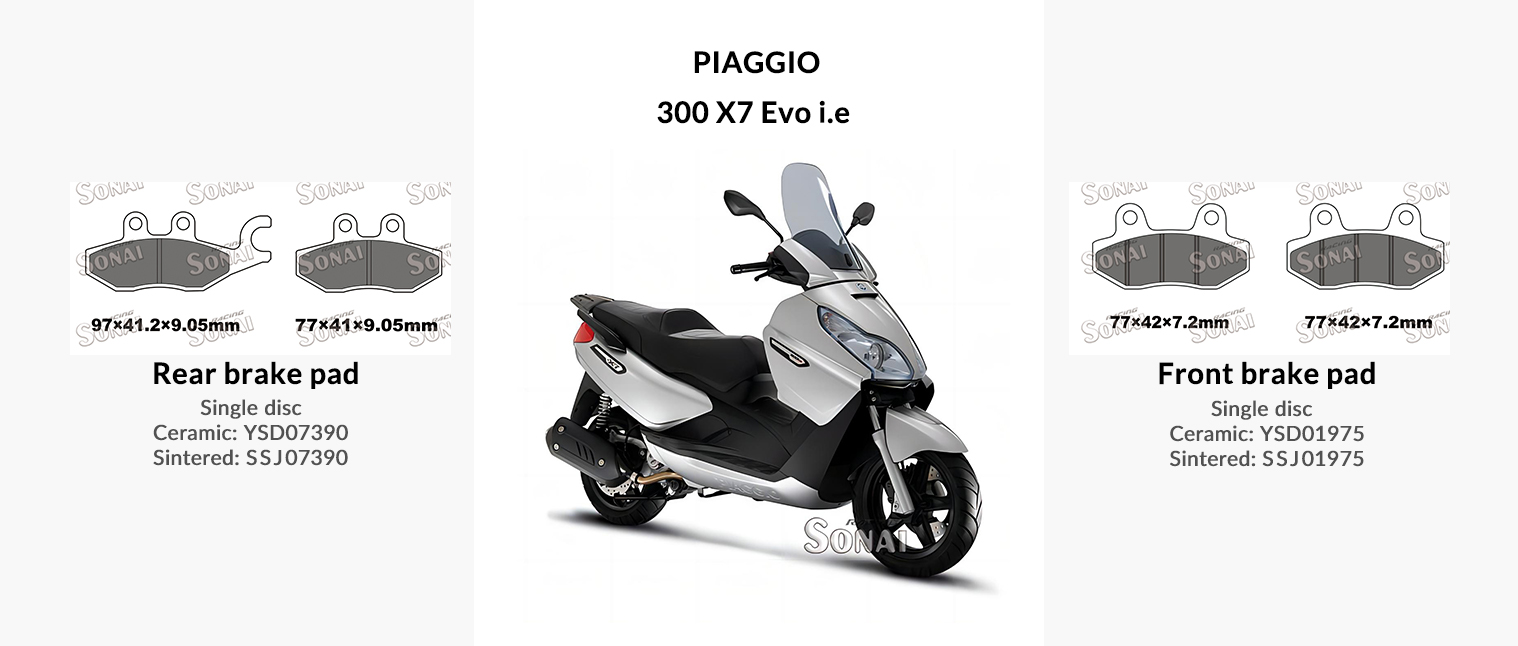 PIAGGIO
300 X7 Evo i.e
SONAI
97×41.2×9.05mm
77×41×9.05mm
Rear brake pad
Single disc
Ceramic: YSD07390
Sintered: SSJ07390
77×42×7.2mm
77×42×7.2mm
Front brake pad
Single disc
Ceramic: YSD01975
Sintered: SSJ01975
SONAI